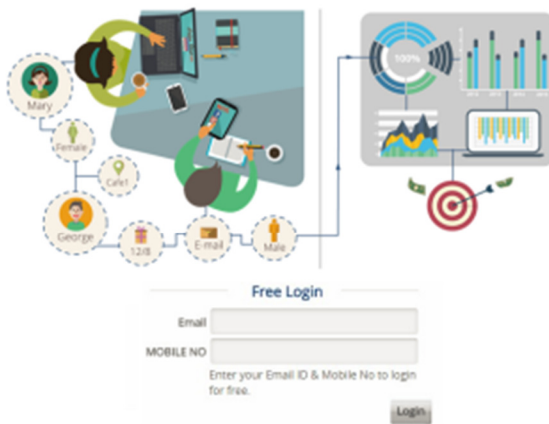 100%
Mary
Female
Cafe1
George
12/8
E-mail
Male
Free Login
Email
MOBILE NO
Enter your Email ID & Mobile No to login
for free.
Login